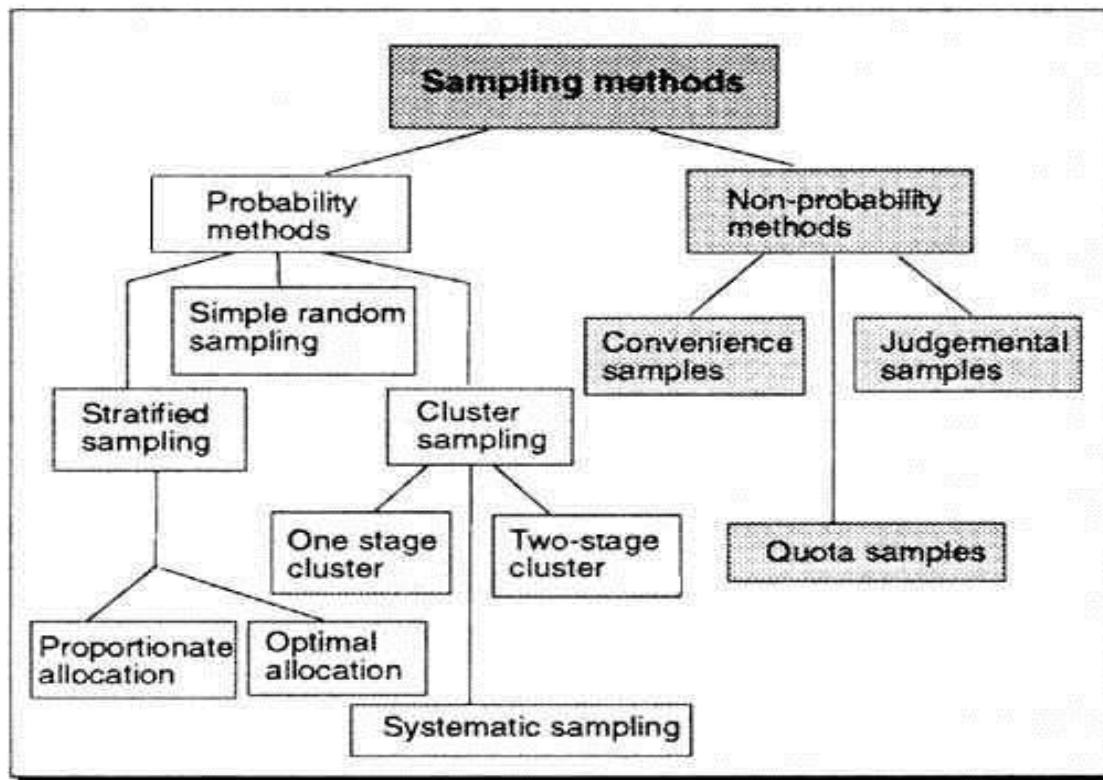 Sampling methods
Probability
methods
Non-probability
methods
Simple random
sampling
Convenience
samples
Judgemental
samples
Stratified
sampling
Cluster
sampling
One stage
cluster
Two-stage
cluster
Quota samples
Proportionate
allocation
Optimal
allocation
Systematic sampling